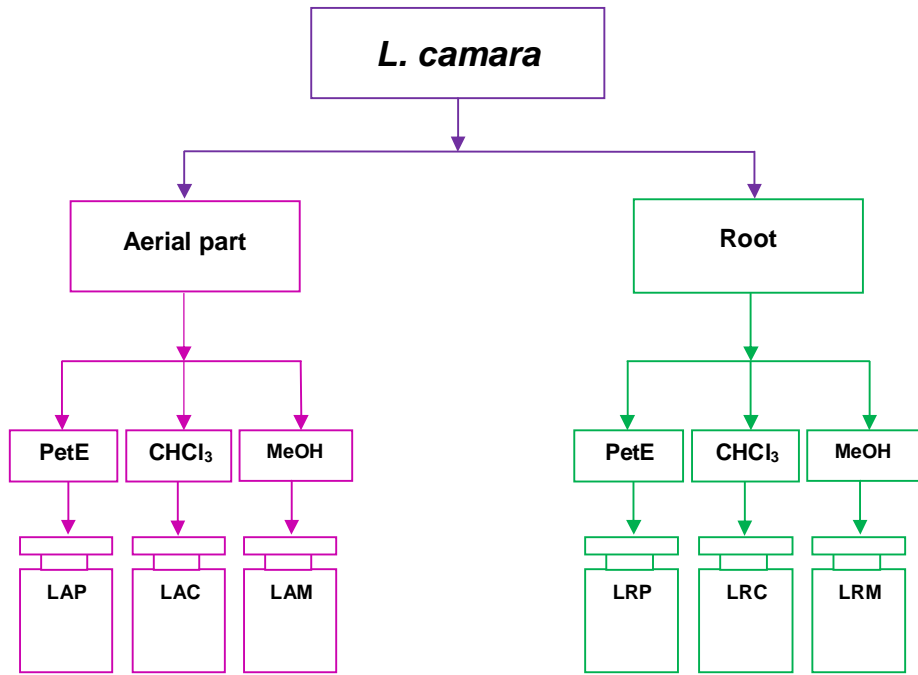 L. camara
Aerial part
Root
PetE
CHCl₃
MeOH
PetE
CHCl₃
MeOH
LAP
LAC
LAM
LRP
LRC
LRM